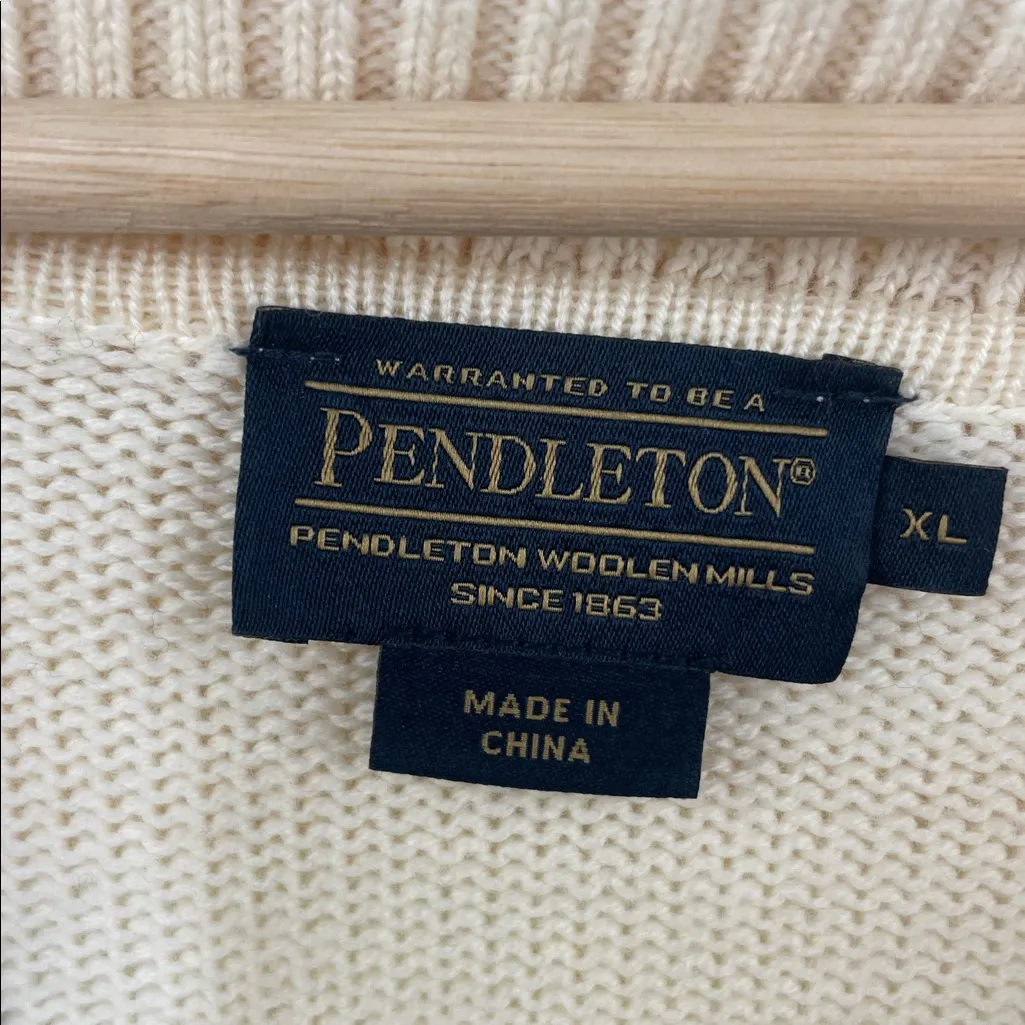 WARRANTED TO BE A
PENDLETON®
PENDLETON WOOLEN MILLS
SINCE 1863
XL
MADE IN
CHINA